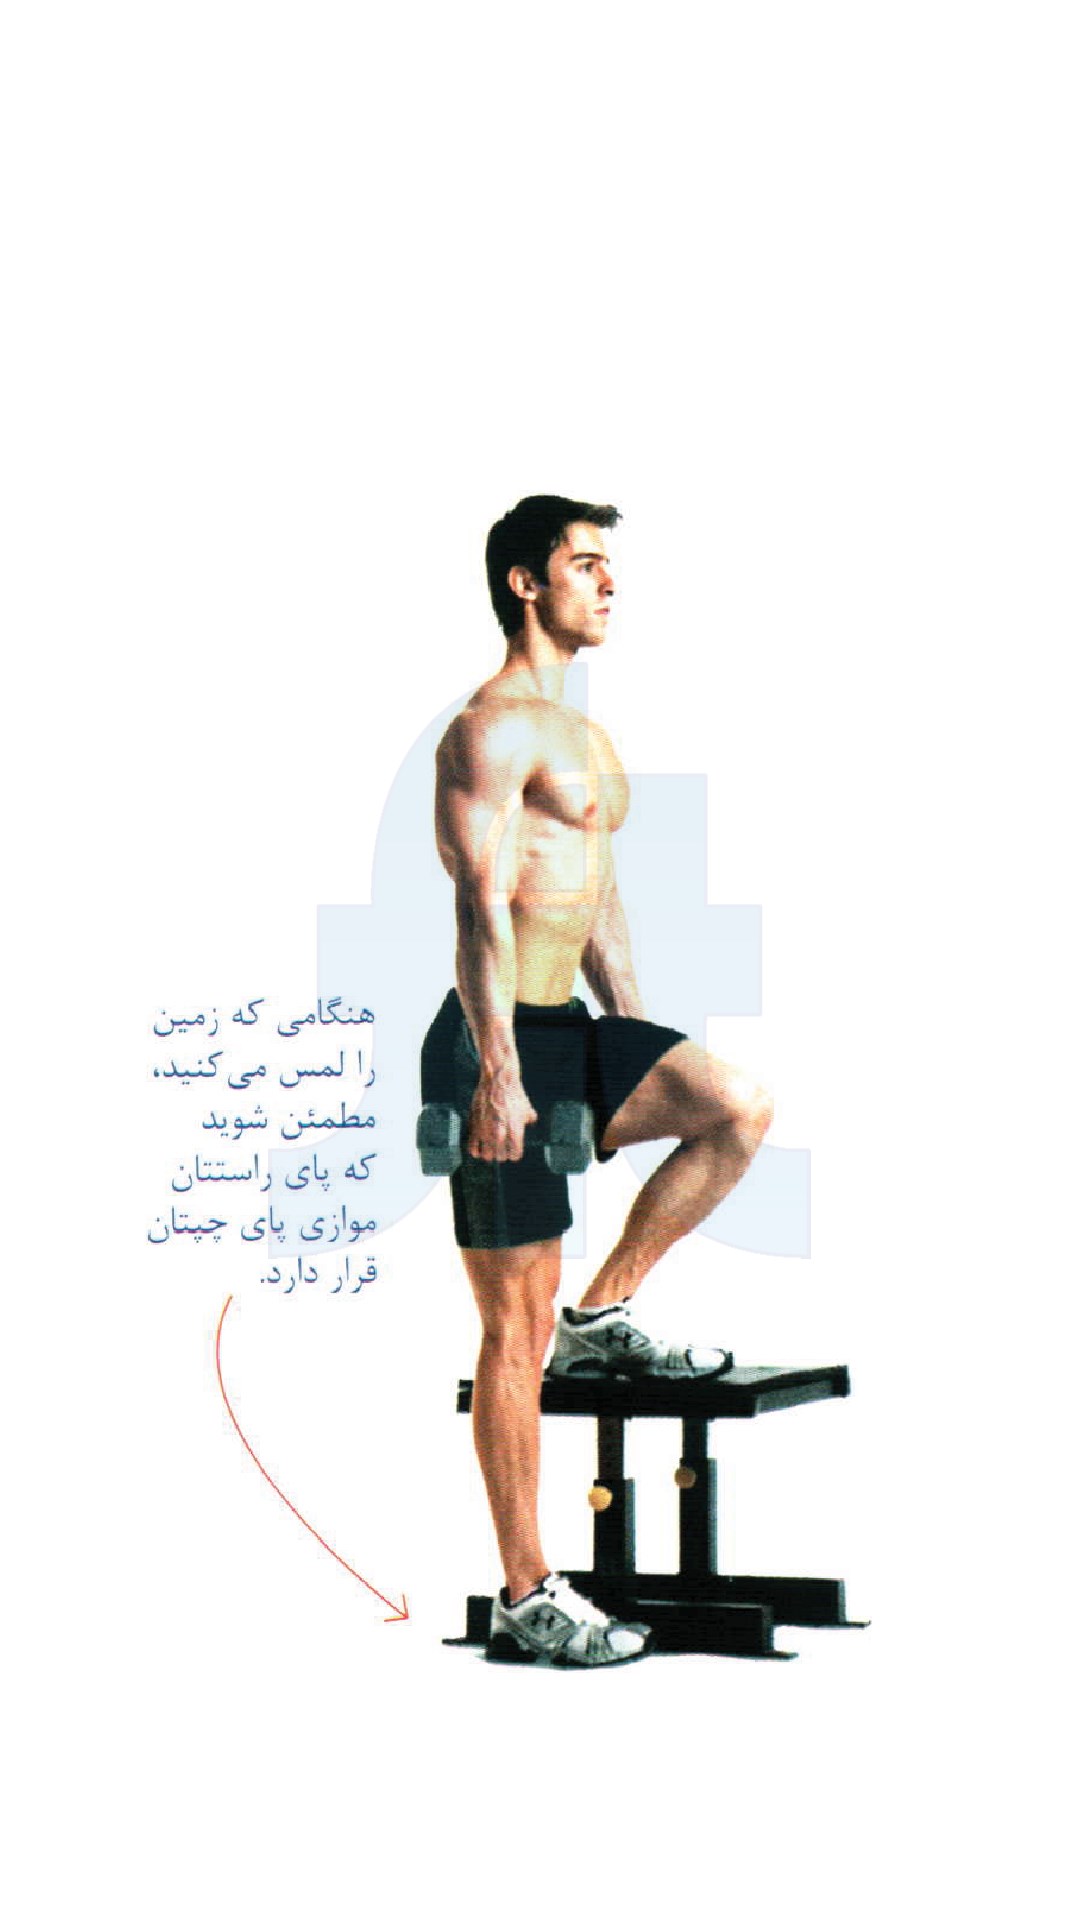 هنگامی که زمین
را لمس می‌کنید،
مطمئن شوید
که پای راستتان
موازی پای چپتان
قرار دارد.